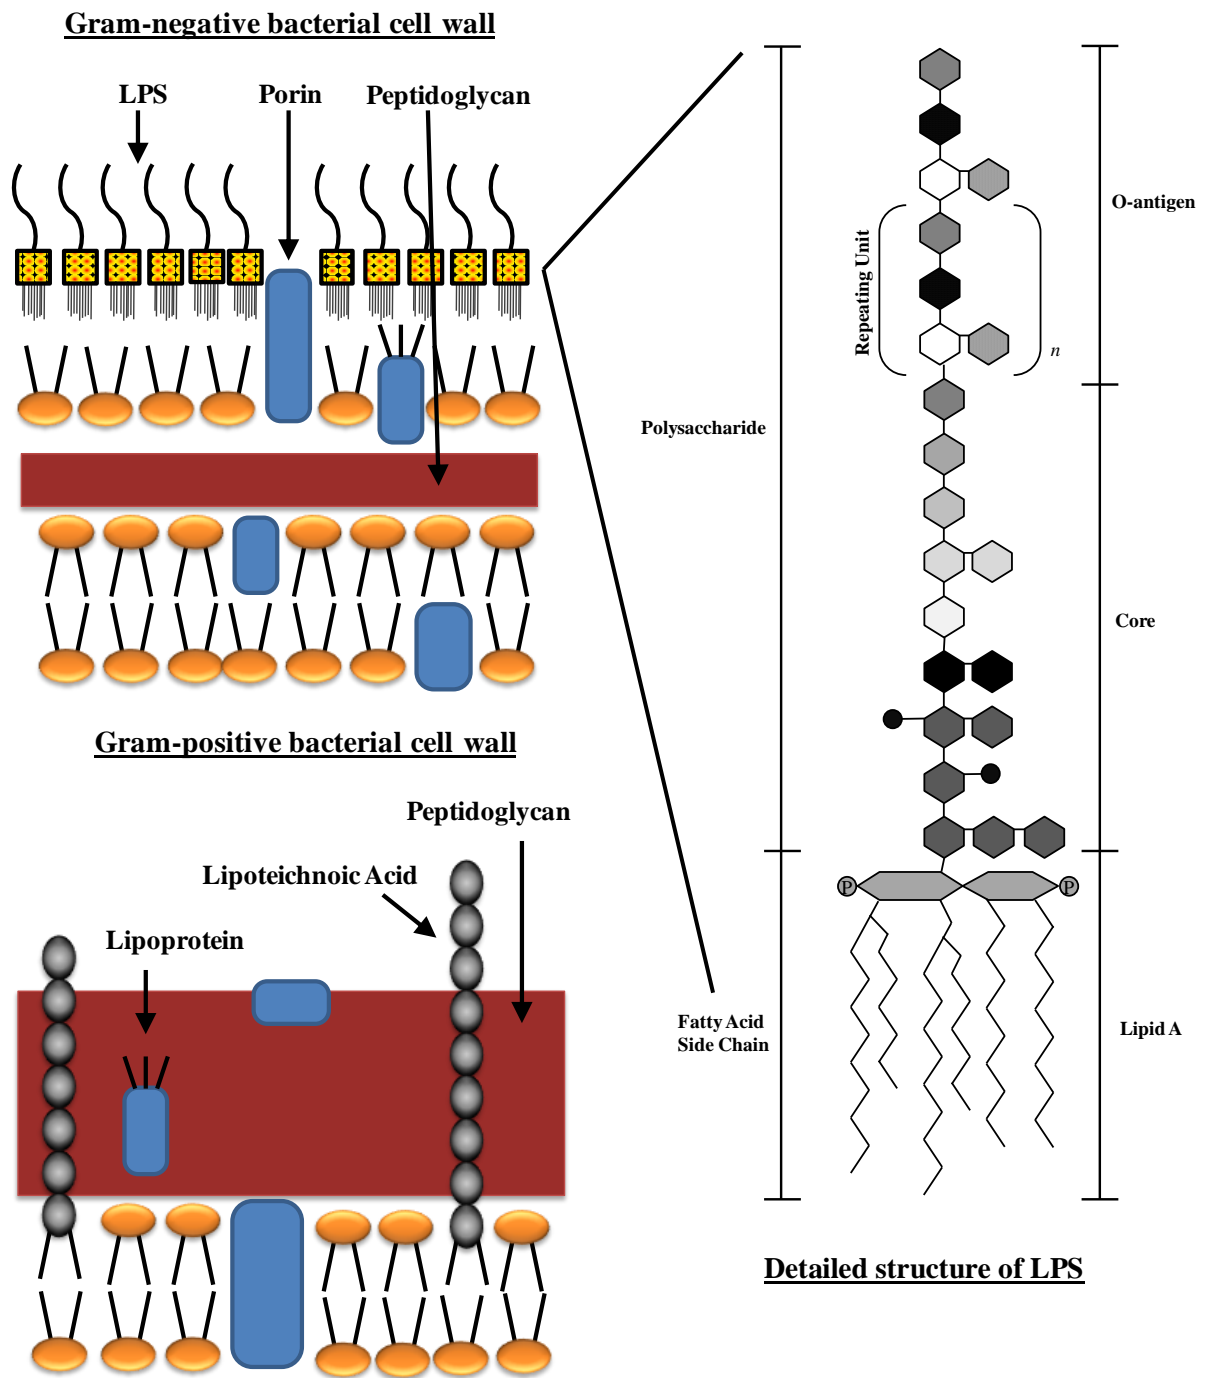 Gram-negative bacterial cell wall
LPS
Porin
Peptidoglycan
Gram-positive bacterial cell wall
Peptidoglycan
Lipoteichnoic Acid
Lipoprotein
Polysaccharide
Fatty Acid
Side Chain
Repeating Unit
n
O-antigen
Core
P
P
Lipid A
Detailed structure of LPS